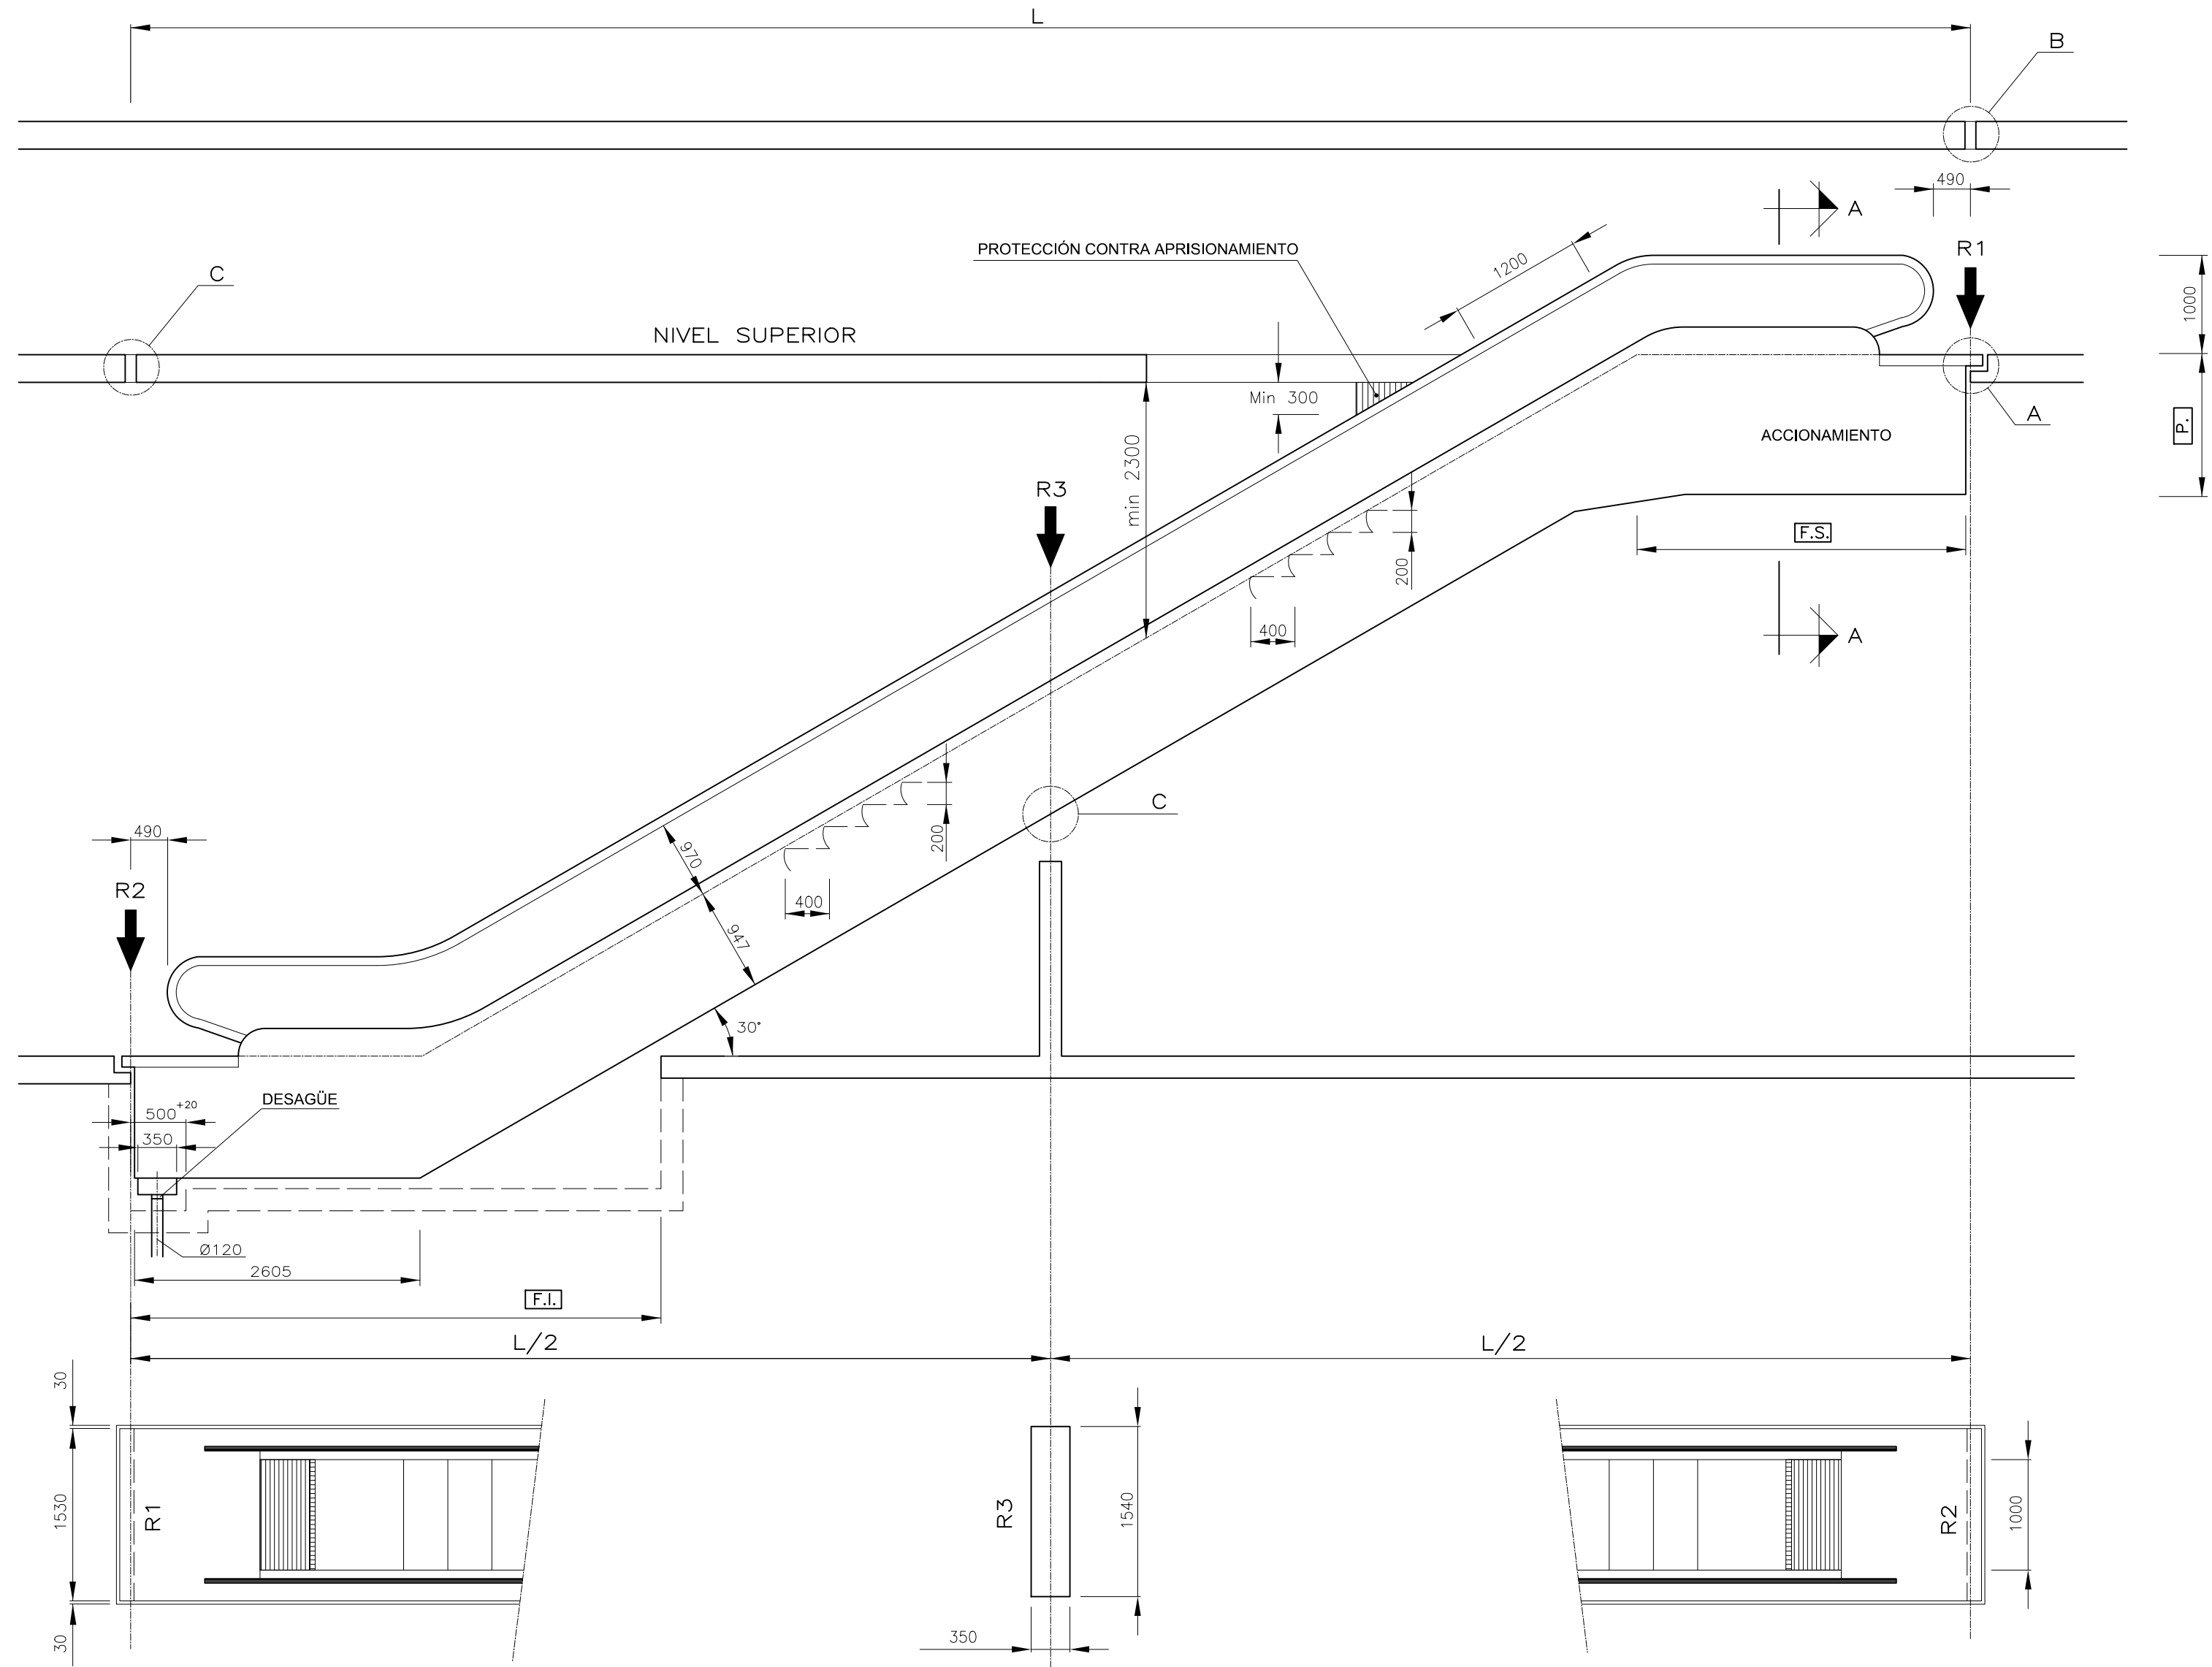 L
B
490
A
R1
PROTECCIÓN CONTRA APRISIONAMIENTO
1200
C
1000
NIVEL SUPERIOR
Min 300
A
P.
ACCIONAMIENTO
min 2300
R3
F.S.
200
400
A
C
490
200
970
R2
400
947
30°
DESAGÜE
500+20
350
Ø120
2605
F.I.
L/2
L/2
30
1530
R1
R3
1540
R2
1000
30
350